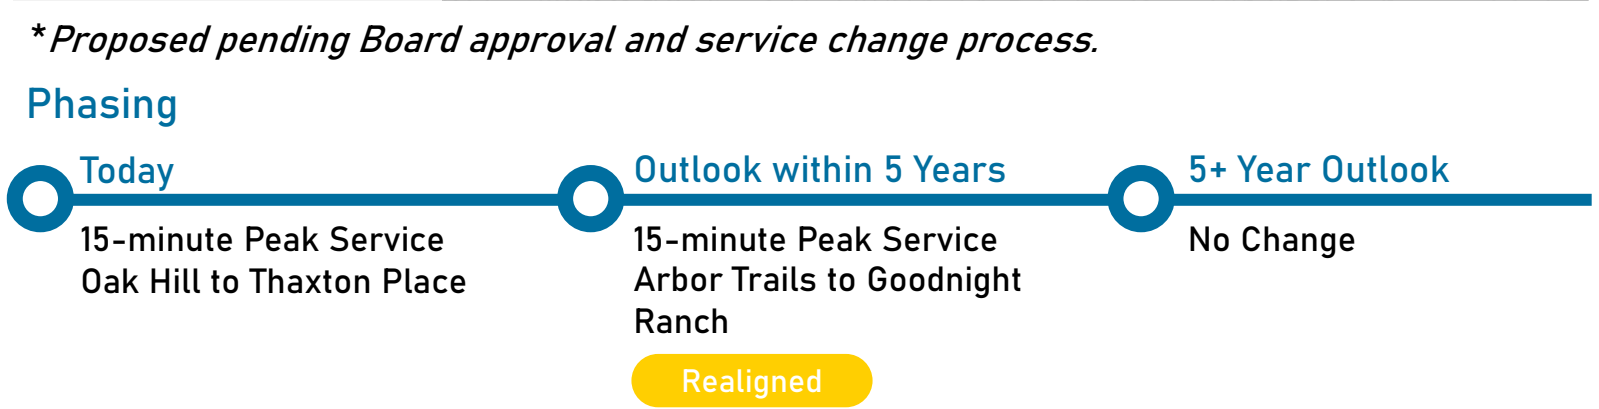 *Proposed pending Board approval and service change process.
Phasing
Today
15-minute Peak Service
Oak Hill to Thaxton Place
Outlook within 5 Years
15-minute Peak Service
Arbor Trails to Goodnight
Ranch
Realigned
5+ Year Outlook
No Change